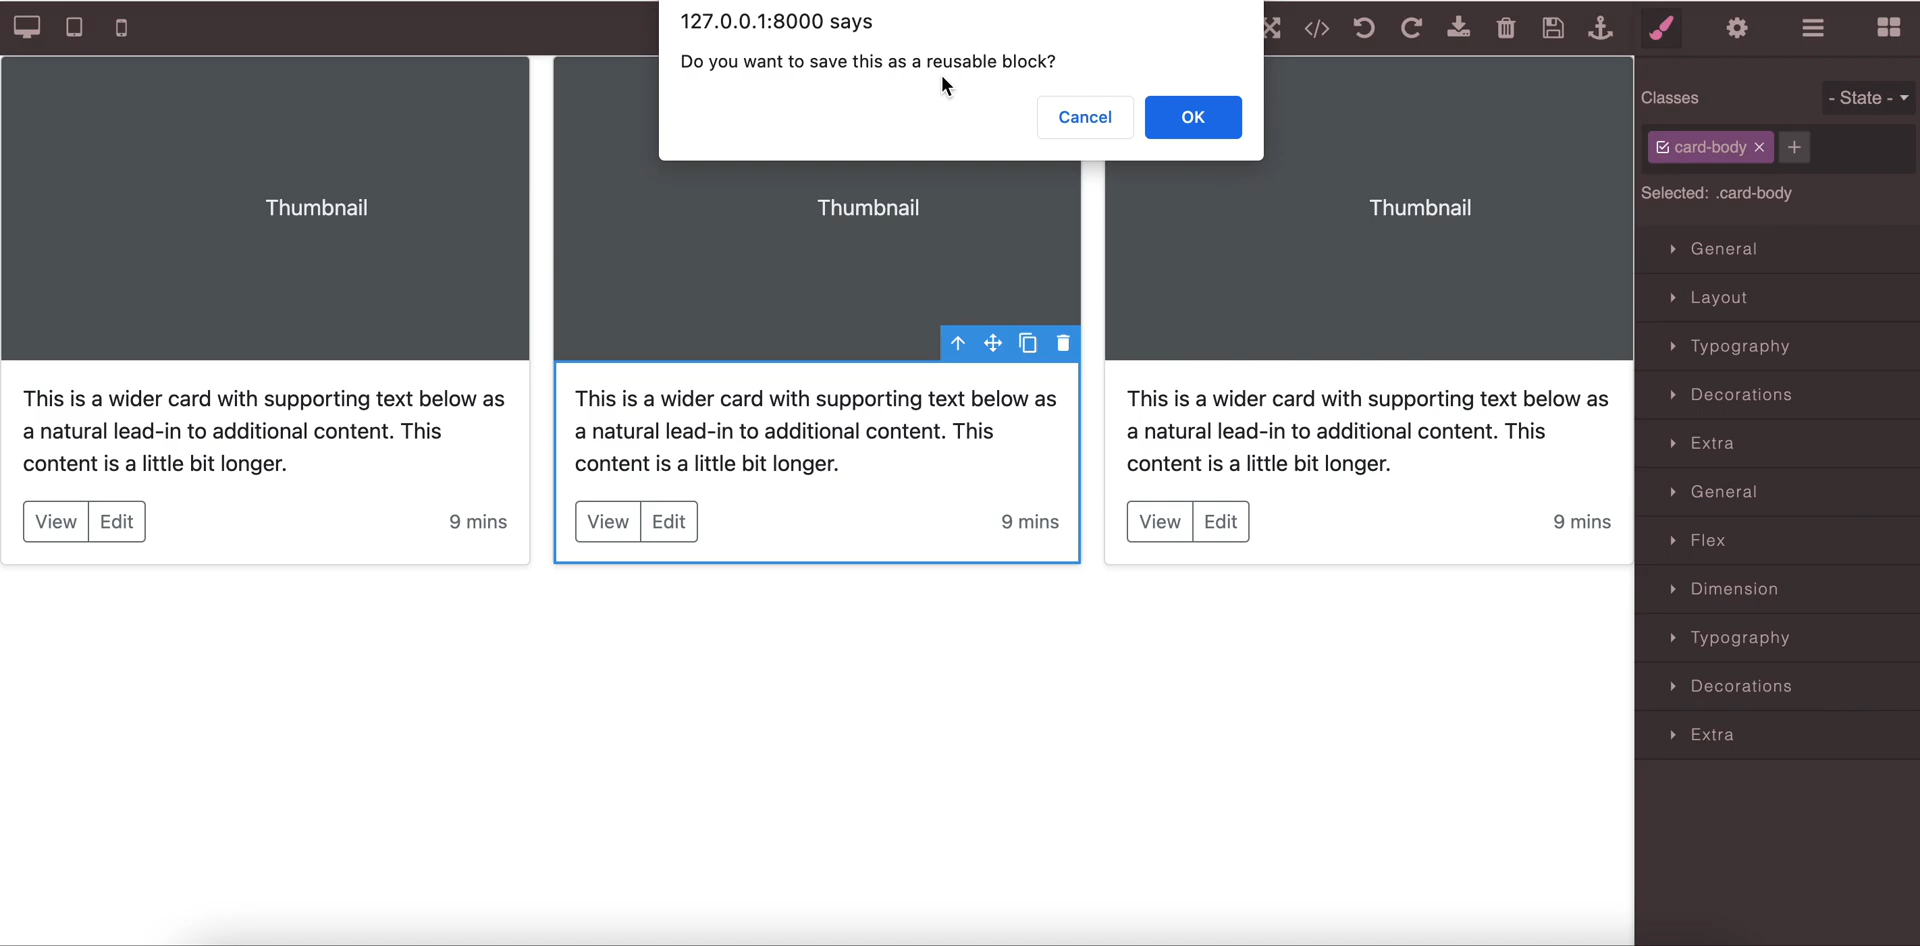 127.0.0.1:8000 says
Do you want to save this as a reusable block?
Cancel
OK
Thumbnail
This is a wider card with supporting text below as
a natural lead-in to additional content. This
content is a little bit longer.
View
Edit
9 mins
Thumbnail
This is a wider card with supporting text below as
a natural lead-in to additional content. This
content is a little bit longer.
View
Edit
9 mins
Thumbnail
This is a wider card with supporting text below as
a natural lead-in to additional content. This
content is a little bit longer.
View
Edit
9 mins
Classes
- State -
card-body
Selected: .card-body
General
Layout
Typography
Decorations
Extra
General
Flex
Dimension
Typography
Decorations
Extra